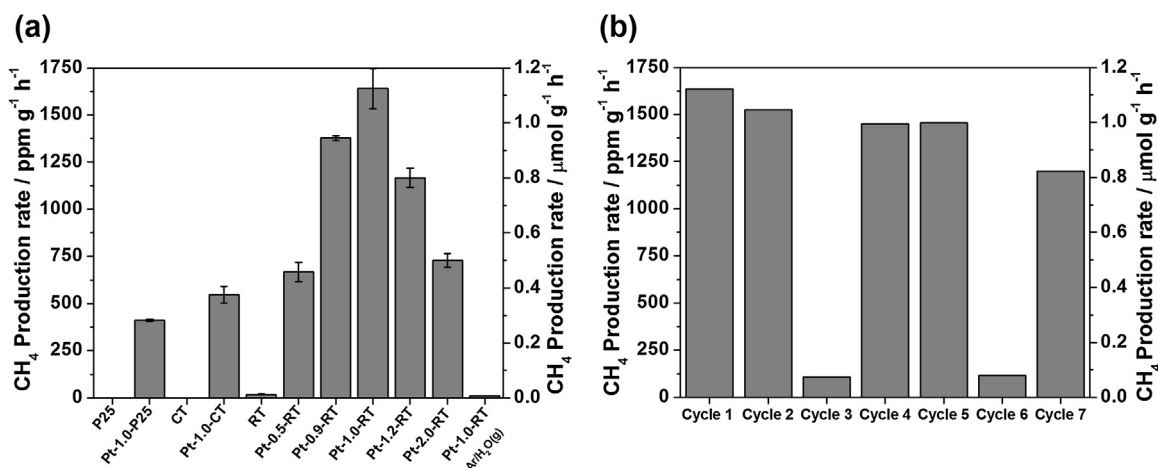 (a)
CH4 Production rate / ppm g-1 h-1
1750
1500
1250
1000
750
500
250
0
1.2
1.0
0.8
0.6
0.4
0.2
0.0
CH4 Production rate / μmol g-1 h-1
P25
Pt-1.0-P25
CT
Pt-1.0-CT
RT
Pt-0.5-RT
Pt-0.9-RT
Pt-1.0-RT
Pt-1.2-RT
Pt-2.0-RT
Pt-1.0-RT
Ar/H2O(g)
(b)
CH4 Production rate / ppm g-1 h-1
1750
1500
1250
1000
750
500
250
0
1.2
1.0
0.8
0.6
0.4
0.2
0.0
CH4 Production rate / μmol g-1 h-1
Cycle 1 Cycle 2 Cycle 3 Cycle 4 Cycle 5 Cycle 6 Cycle 7